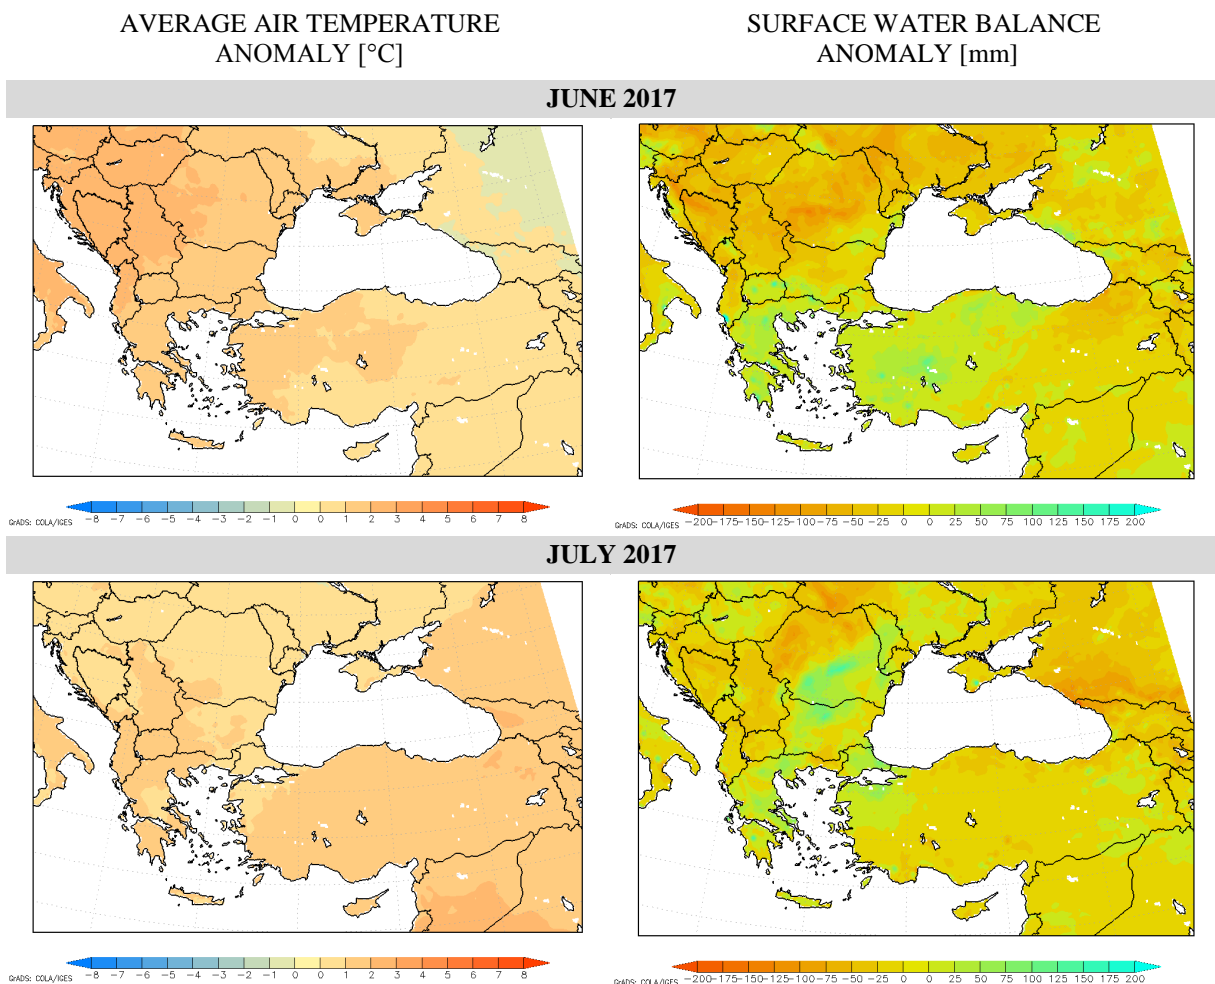 AVERAGE AIR TEMPERATURE
ANOMALY [°C]
SURFACE WATER BALANCE
ANOMALY [mm]
JUNE 2017
GrADS: COLA/IGES
-8 -7 -6 -5 -4 -3 -2 -1 0 0 1 2 3 4 5 6 7 8
GrADS: COLA/IGES
-200 -175 -150 -125 -100 -75 -50 -25 0 0 25 50 75 100 125 150 175 200
JULY 2017
GrADS: COLA/IGES
-8 -7 -6 -5 -4 -3 -2 -1 0 0 1 2 3 4 5 6 7 8
GrADS: COLA/IGES
-200 -175 -150 -125 -100 -75 -50 -25 0 0 25 50 75 100 125 150 175 200